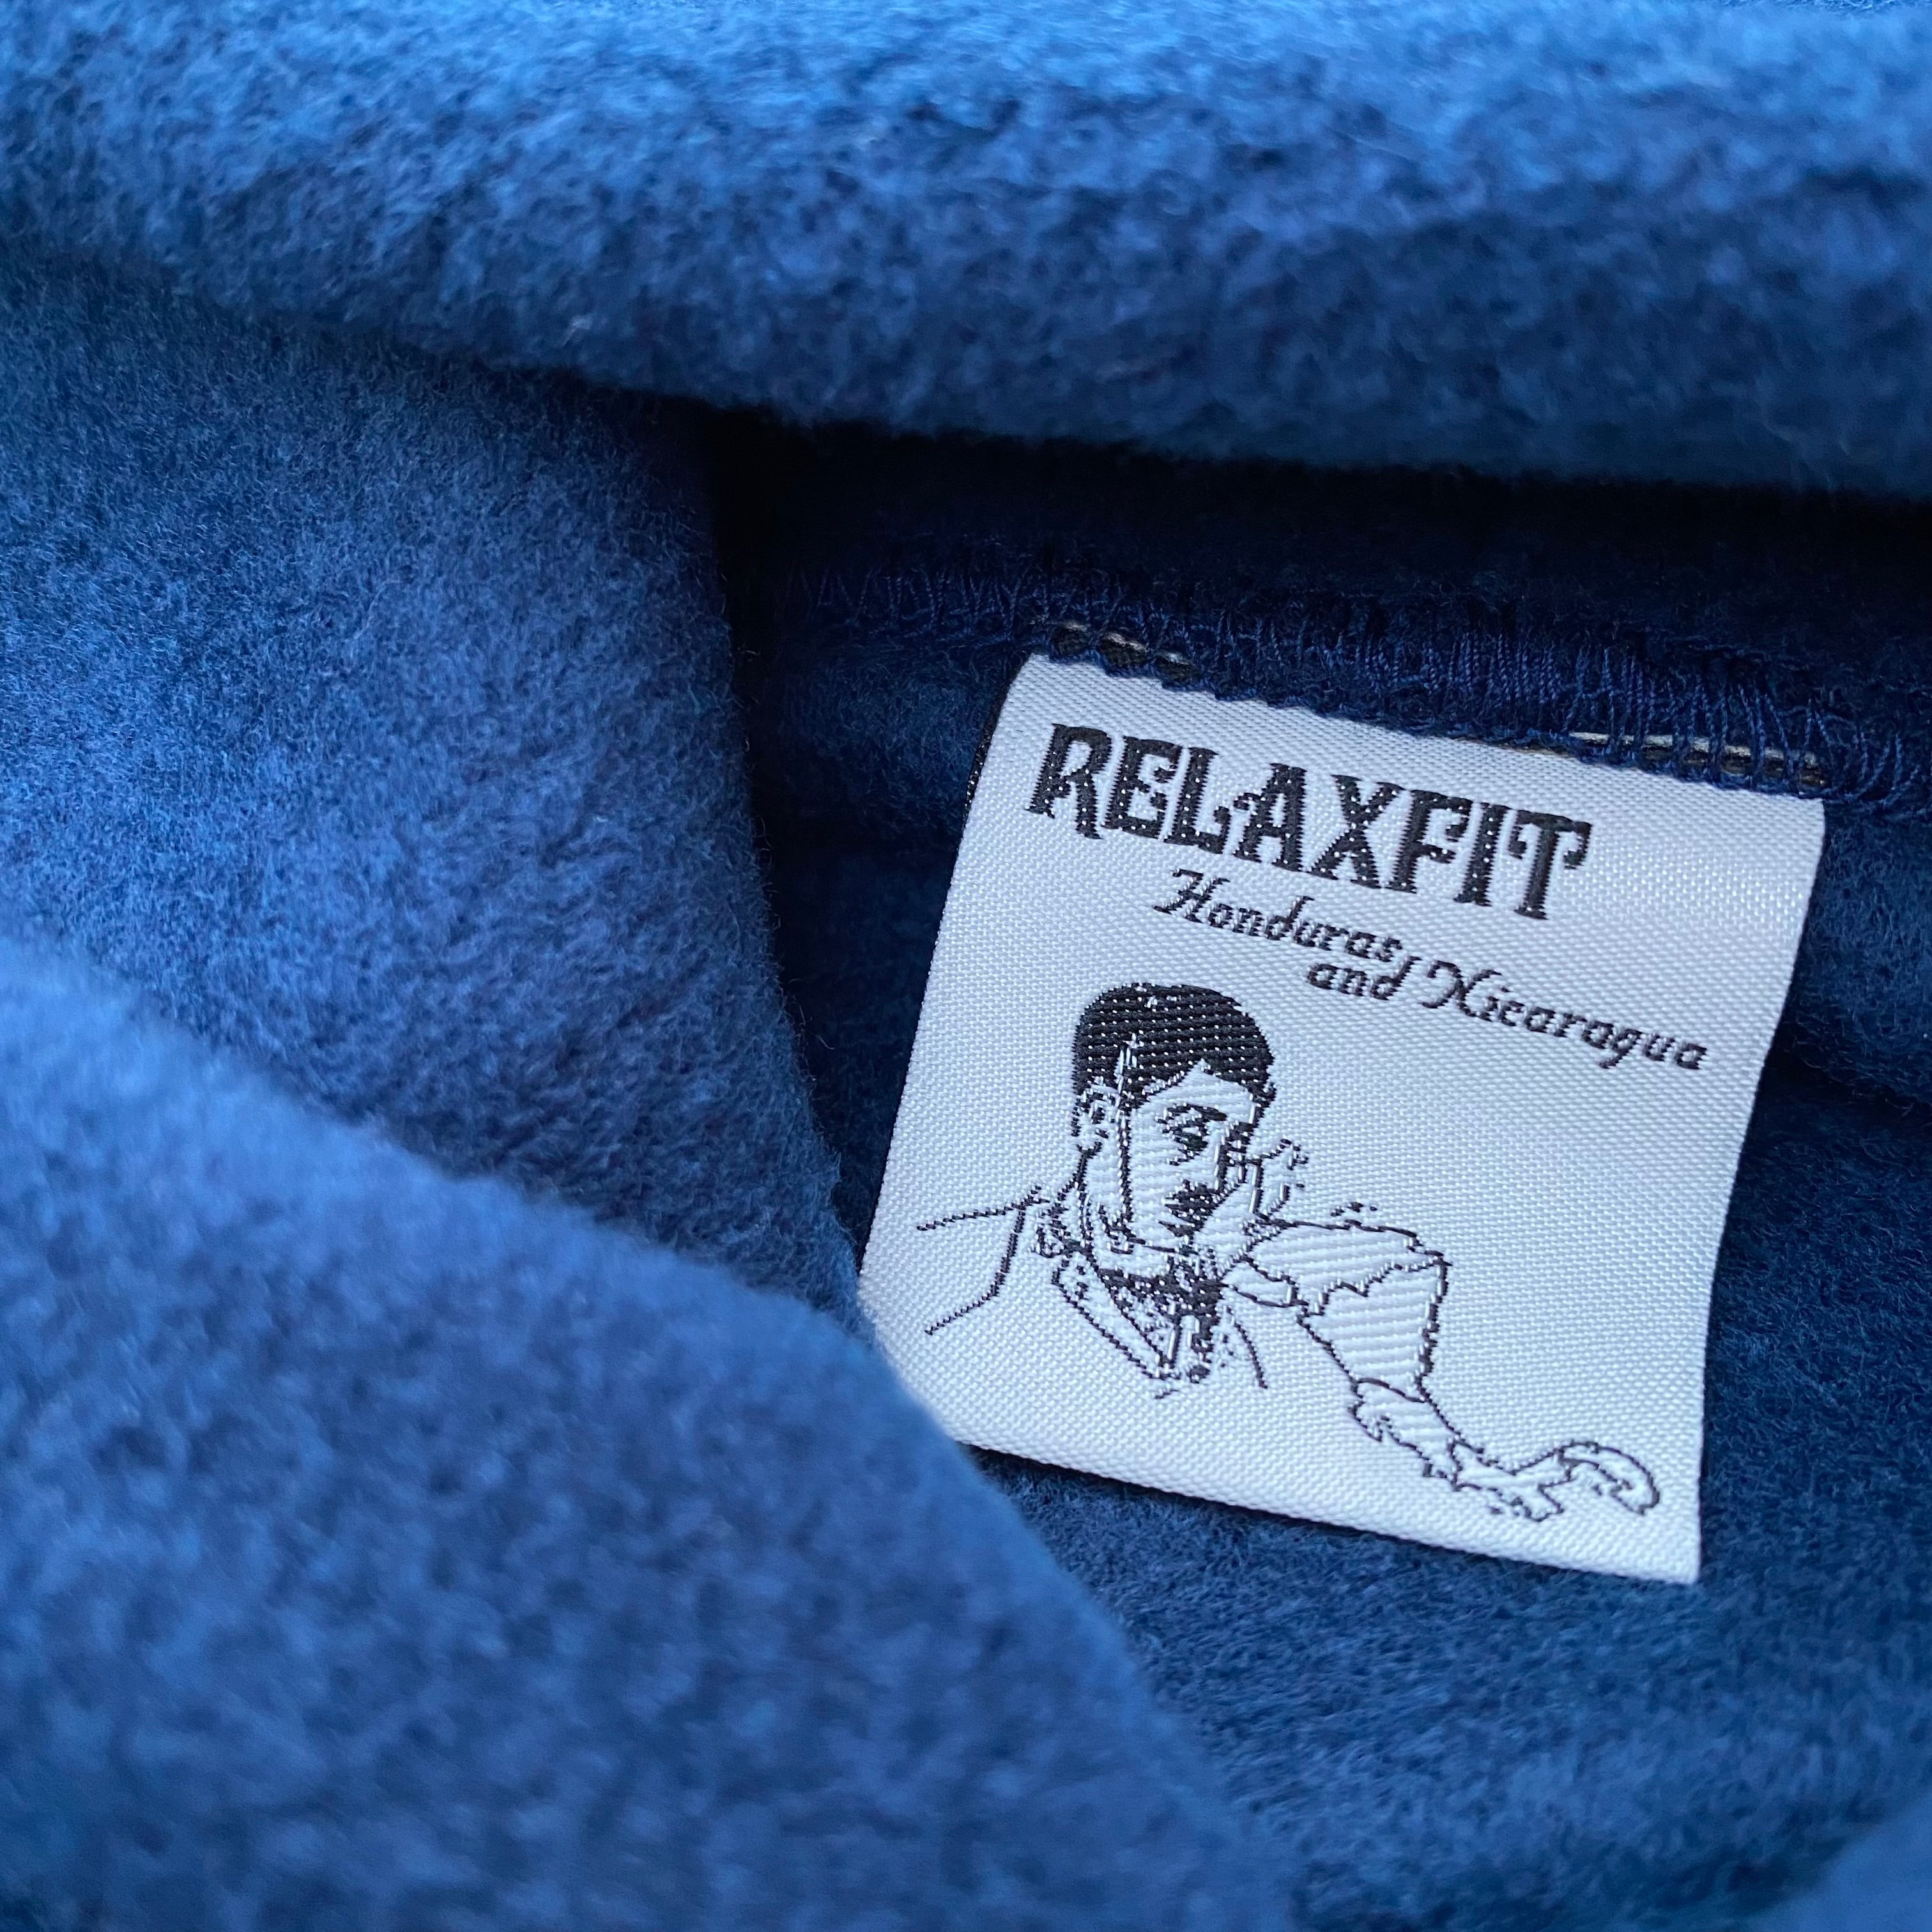 RELAXFIT
Honduras,
and Nicaragua